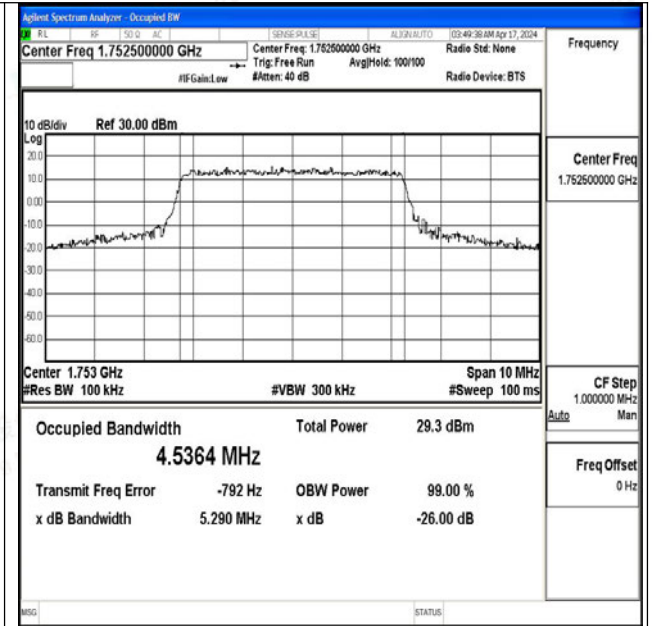 Agilent Spectrum Analyzer - Occupied BW
RL RF 50 Ω AC SENSE:PULSE ALIGN AUTO 03:49:38 AM Apr 17, 2024
Center Freq 1.752500000 GHz
Center Freq: 1.752500000 GHz Radio Std: None
Trig: Free Run Avg|Hold: 100/100
#IFGain:Low #Atten: 40 dB Radio Device: BTS
Frequency
10 dB/div Ref 30.00 dBm
Log
20.0
10.0
0.00
-10.0
-20.0
-30.0
-40.0
-50.0
-60.0
Center 1.753 GHz Span 10 MHz
#Res BW 100 kHz #VBW 300 kHz #Sweep 100 ms
Occupied Bandwidth Total Power 29.3 dBm
4.5364 MHz
Transmit Freq Error -792 Hz OBW Power 99.00 %
x dB Bandwidth 5.290 MHz x dB -26.00 dB
Center Freq
1.752500000 GHz
CF Step
1.000000 MHz
Auto Man
Freq Offset
0 Hz
MSG STATUS